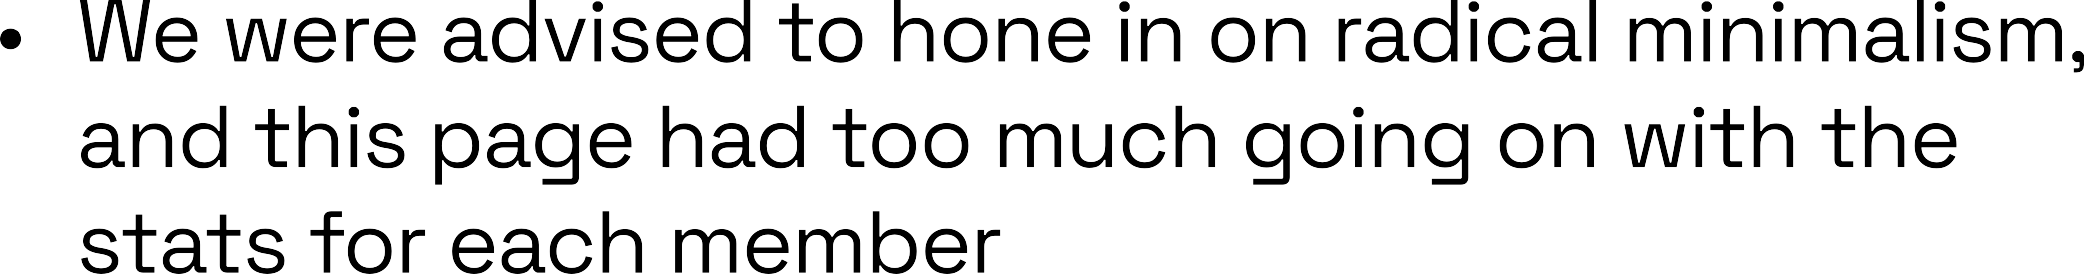 • We were advised to hone in on radical minimalism,
and this page had too much going on with the
stats for each member